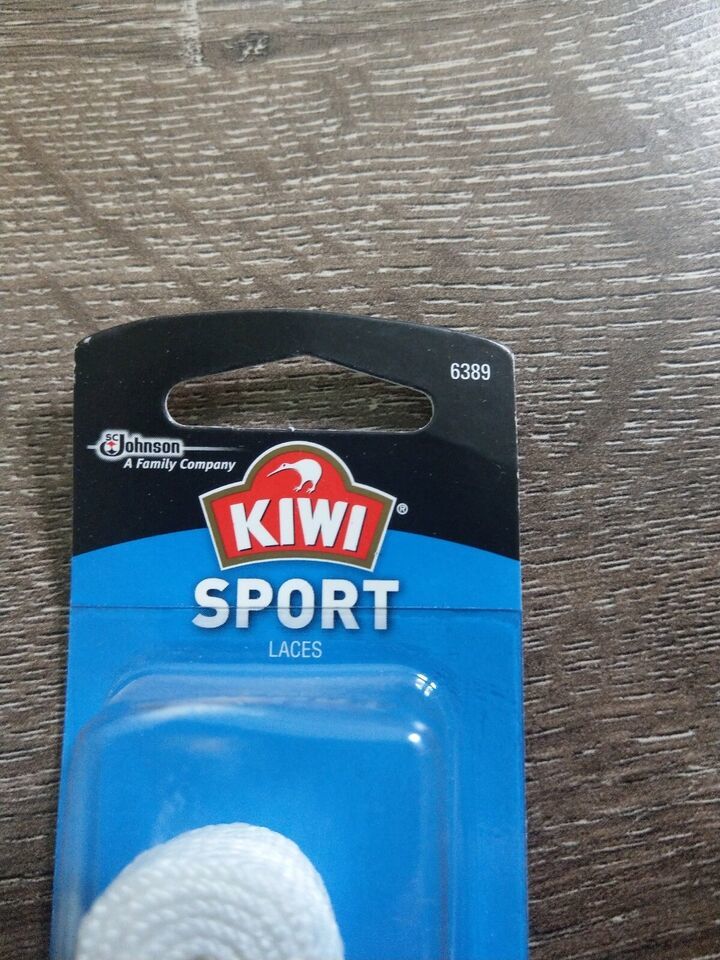 6389
SC Johnson
A Family Company
KIWI®
SPORT
LACES